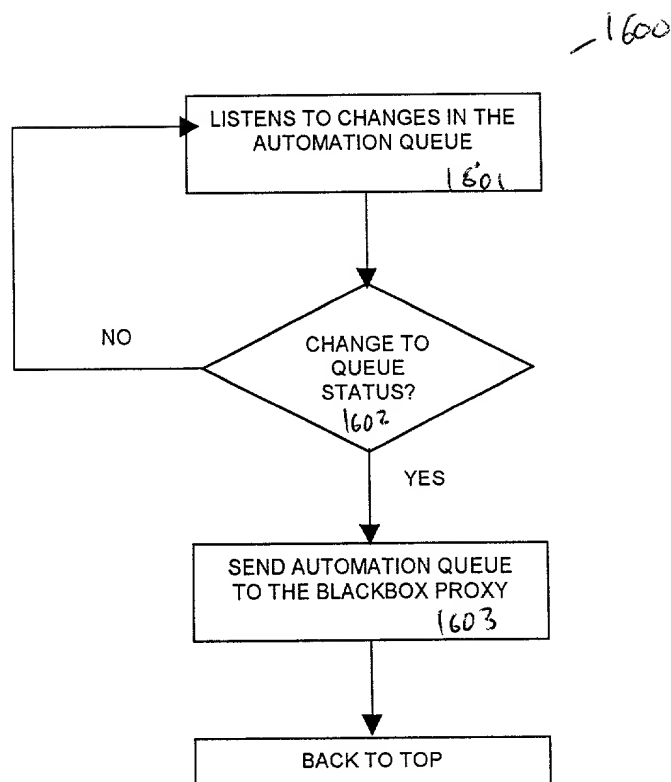 1600
LISTENS TO CHANGES IN THE
AUTOMATION QUEUE
1601
NO
CHANGE TO
QUEUE
STATUS?
1602
YES
SEND AUTOMATION QUEUE
TO THE BLACKBOX PROXY
1603
BACK TO TOP